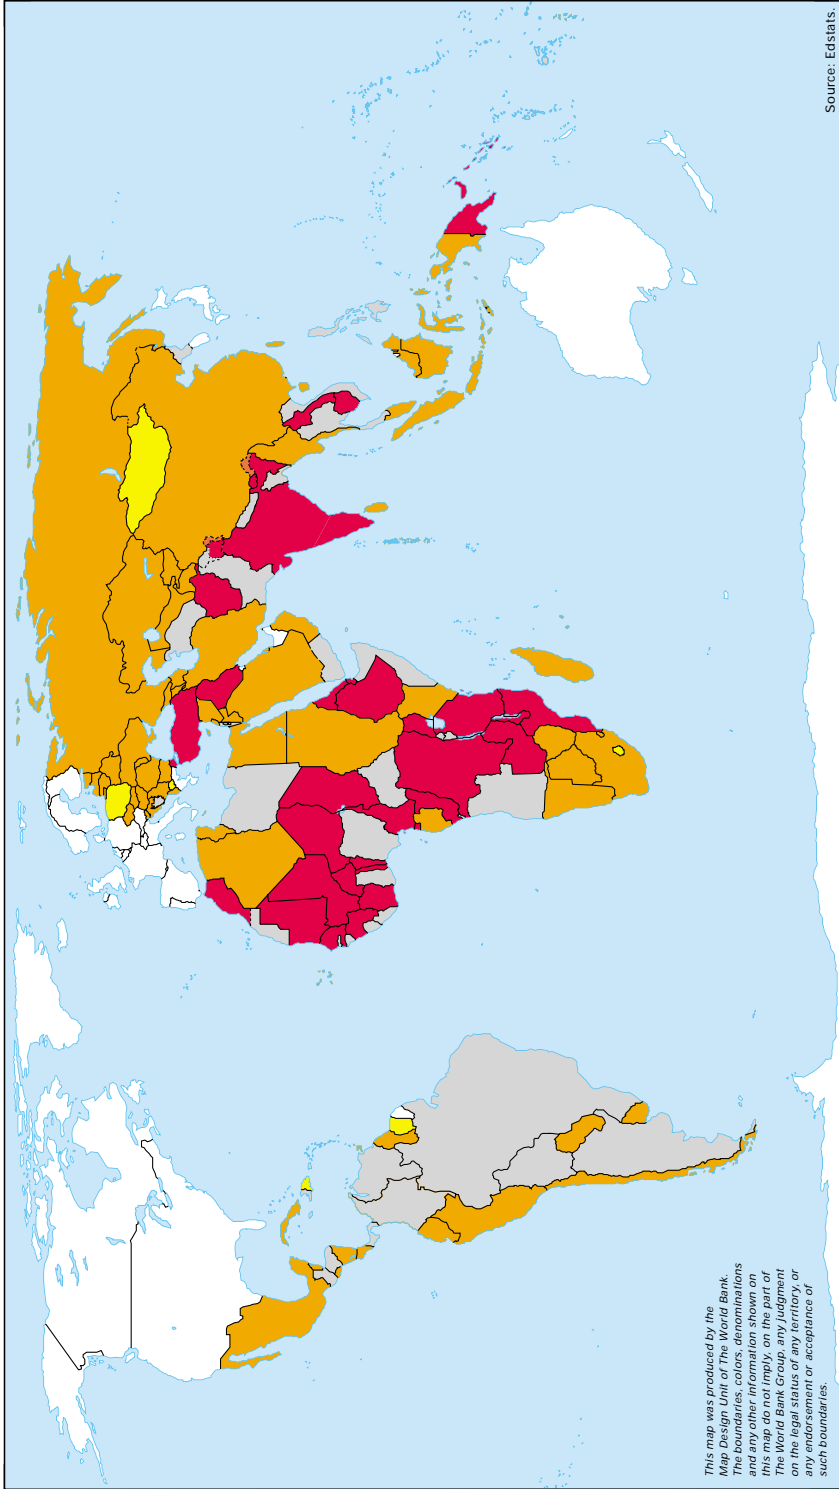 This map was produced by the
Map Design Unit of The World Bank.
The boundaries, colors, denominations
and any other information shown on
this map do not imply, on the part of
The World Bank Group, any judgment
on the legal status of any territory, or
any endorsement or acceptance of
such boundaries.
Source: Edstats.